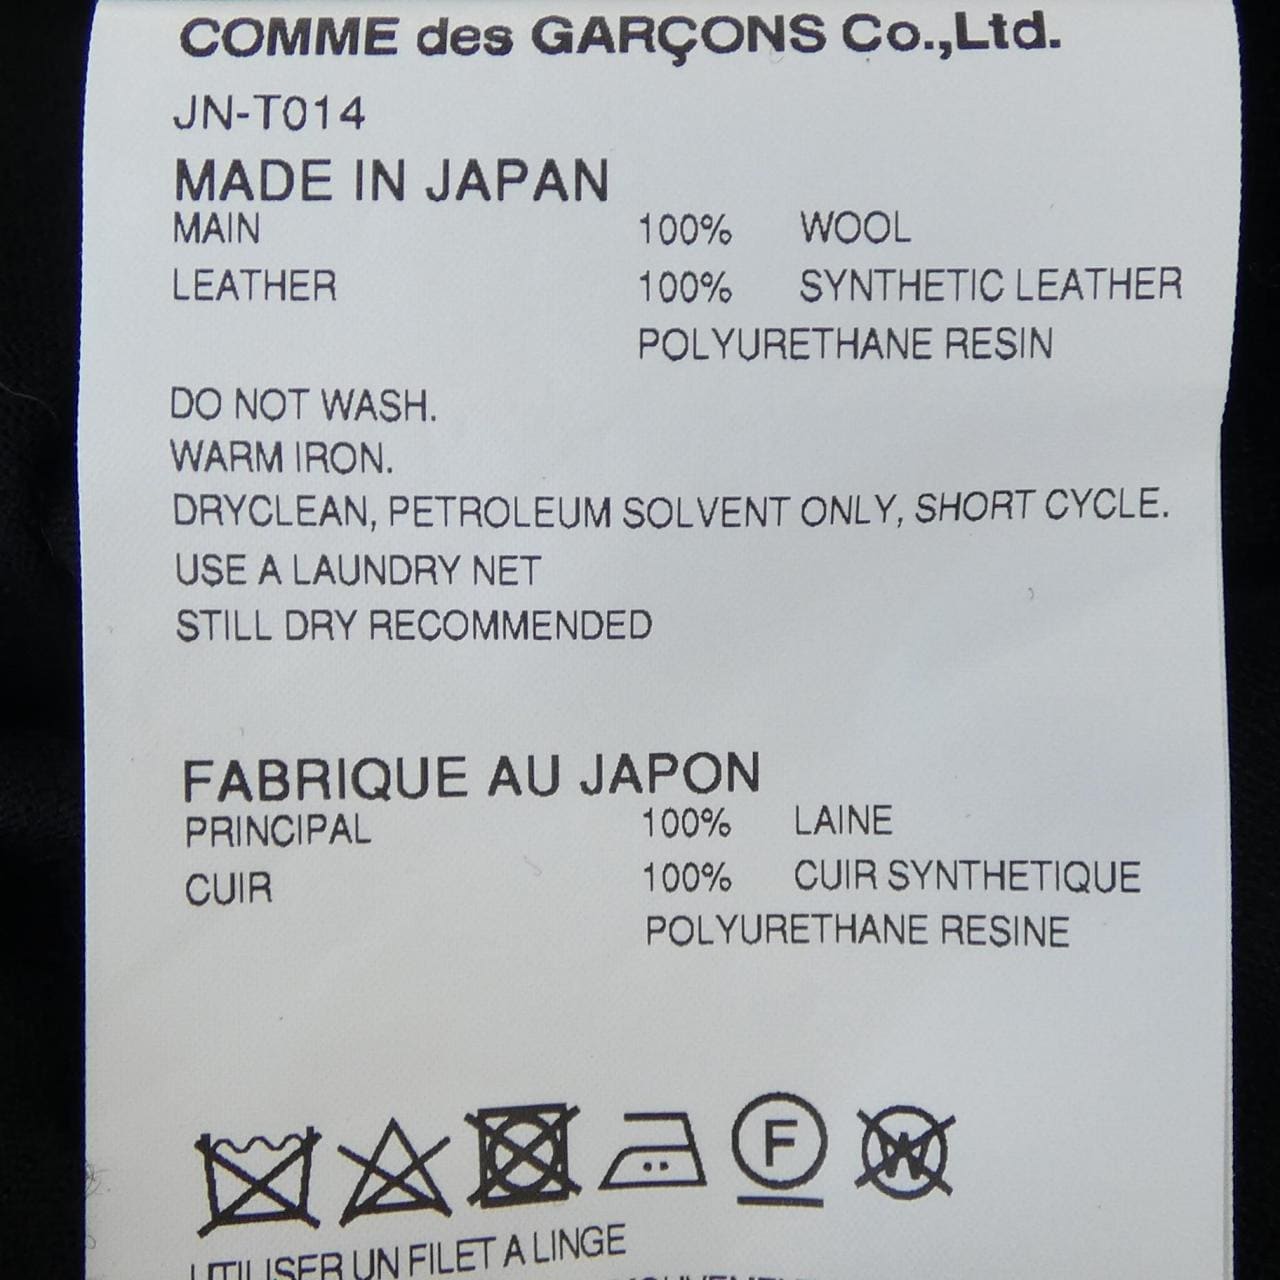 COMME des GARÇONS Co.,Ltd.
JN-T014
MADE IN JAPAN
MAIN 100% WOOL
LEATHER 100% SYNTHETIC LEATHER
POLYURETHANE RESIN
DO NOT WASH.
WARM IRON.
DRYCLEAN, PETROLEUM SOLVENT ONLY, SHORT CYCLE.
USE A LAUNDRY NET
STILL DRY RECOMMENDED
FABRIQUE AU JAPON
PRINCIPAL 100% LAINE
CUIR 100% CUIR SYNTHETIQUE
POLYURETHANE RESINE
F W
UTILISER UN FILET A LINGE